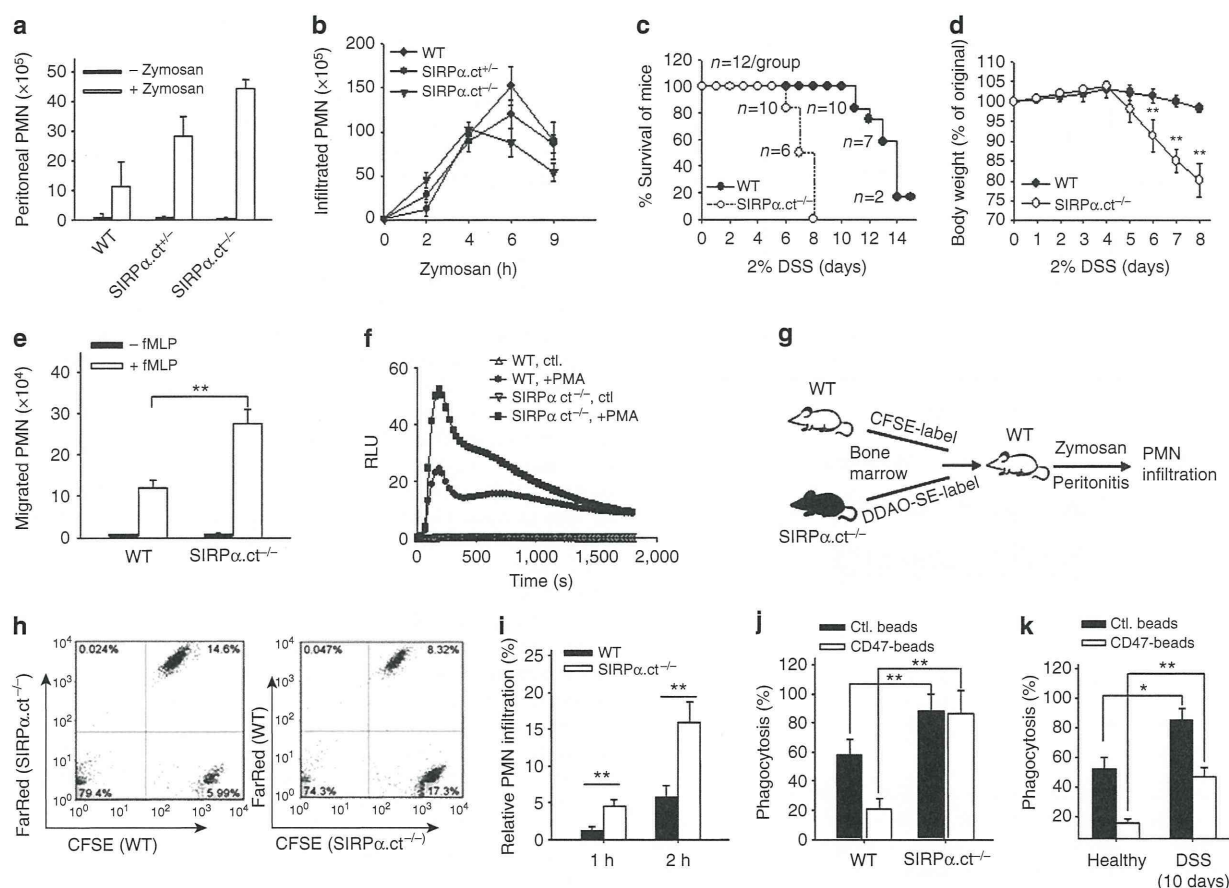 a
Peritoneal PMN (×10⁵)
50
40
30
20
10
0
– Zymosan
+ Zymosan
WT
SIRPα.ct⁺/⁻
SIRPα.ct⁻/⁻
b
Infiltrated PMN (×10⁵)
200
150
100
50
0
WT
SIRPα.ct⁺/⁻
SIRPα.ct⁻/⁻
0 2 4 6 9
Zymosan (h)
c
% Survival of mice
120
100
80
60
40
20
0
n=12/group
n=10
n=10
n=6
n=7
n=2
WT
SIRPα.ct⁻/⁻
0 2 4 6 8 10 12 14
2% DSS (days)
d
Body weight (% of original)
110
105
100
95
90
85
80
75
70
**
**
**
WT
SIRPα.ct⁻/⁻
0 1 2 3 4 5 6 7 8
2% DSS (days)
e
Migrated PMN (×10⁴)
40
30
20
10
0
– fMLP
+ fMLP
**
WT
SIRPα.ct⁻/⁻
f
RLU
60
40
20
0
WT, ctl.
WT, +PMA
SIRPα ct⁻/⁻, ctl
SIRPα ct⁻/⁻, +PMA
0 500 1,000 1,500 2,000
Time (s)
g
WT
CFSE-label
Bone
marrow
DDAO-SE-label
SIRPα.ct⁻/⁻
WT
Zymosan
Peritonitis
PMN
infiltration
h
FarRed (SIRPα.ct⁻/⁻)
10⁴
10³
10²
10¹
10⁰
0.024%
14.6%
79.4%
5.99%
10⁰ 10¹ 10² 10³ 10⁴
CFSE (WT)
FarRed (WT)
10⁴
10³
10²
10¹
10⁰
0.047%
8.32%
74.3%
17.3%
10⁰ 10¹ 10² 10³ 10⁴
CFSE (SIRPα.ct⁻/⁻)
i
Relative PMN infiltration (%)
25
20
15
10
5
0
WT
SIRPα.ct⁻/⁻
**
**
1 h
2 h
j
Phagocytosis (%)
120
100
80
60
40
20
Ctl. beads
CD47-beads
**
**
WT
SIRPα.ct⁻/⁻
k
Phagocytosis (%)
120
100
80
60
40
20
Ctl. beads
CD47-beads
*
**
Healthy
DSS
(10 days)